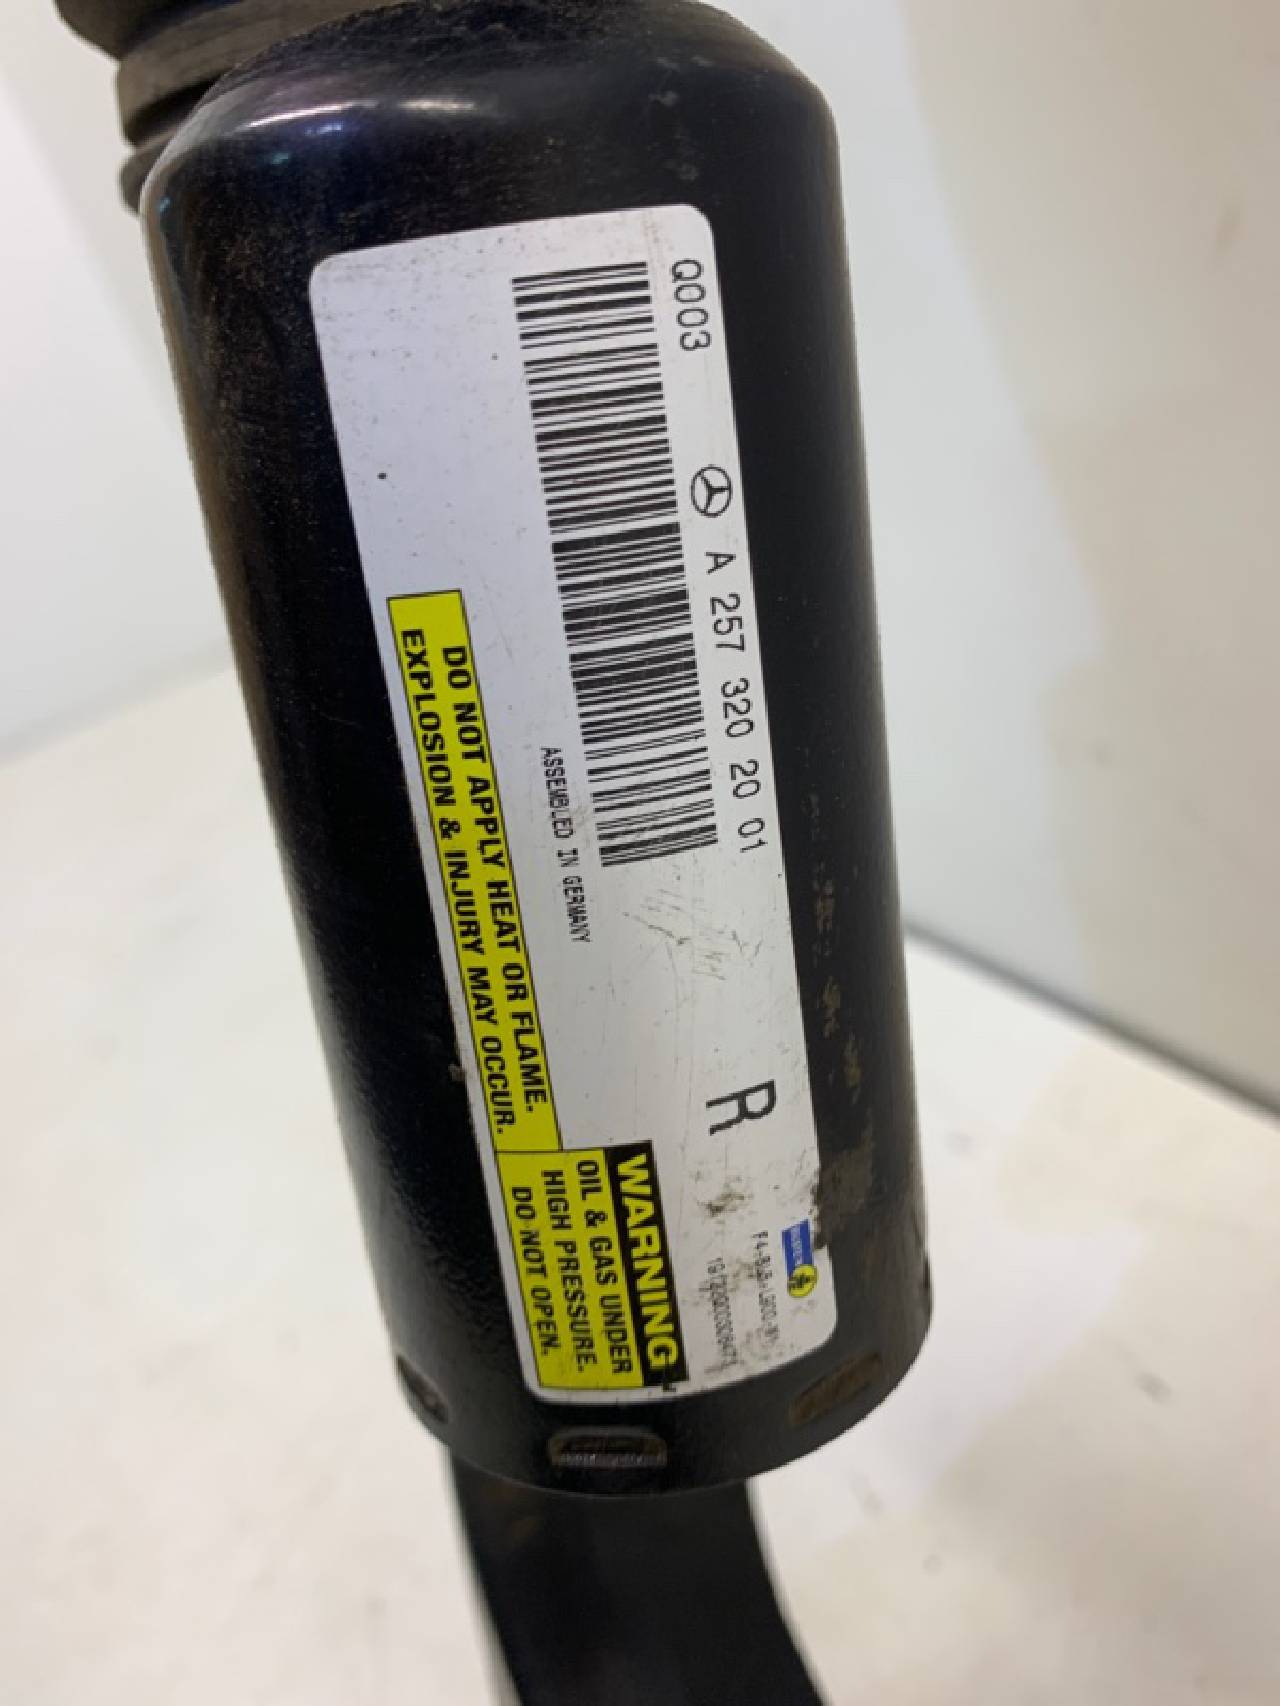 Q003 A 257 320 20 01
R
ASSEMBLED IN GERMANY
DO NOT APPLY HEAT OR FLAME.
EXPLOSION & INJURY MAY OCCUR.
WARNING
OIL & GAS UNDER
HIGH PRESSURE.
DO NOT OPEN.